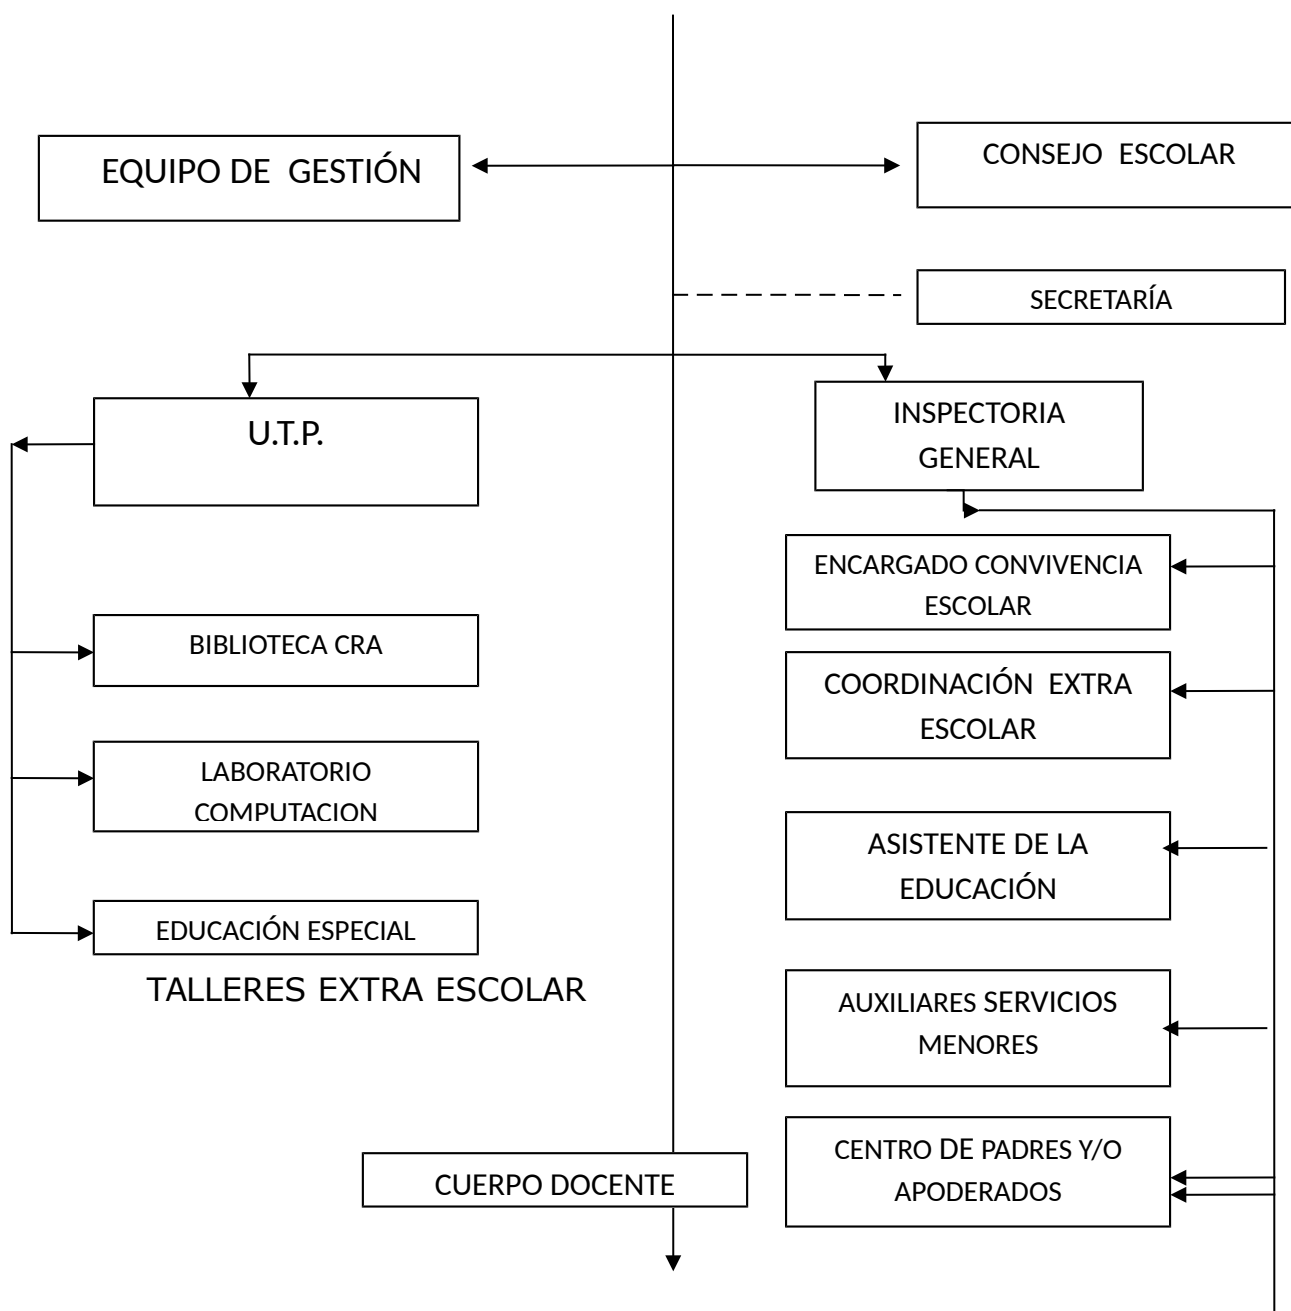 EQUIPO DE  GESTIÓN
CONSEJO  ESCOLAR
SECRETARÍA
U.T.P.
INSPECTORIA
GENERAL
ENCARGADO CONVIVENCIA
ESCOLAR
BIBLIOTECA CRA
COORDINACIÓN  EXTRA
ESCOLAR
LABORATORIO
COMPUTACION
ASISTENTE DE LA
EDUCACIÓN
EDUCACIÓN ESPECIAL
TALLERES EXTRA ESCOLAR
AUXILIARES SERVICIOS
MENORES
CENTRO DE PADRES Y/O
APODERADOS
CUERPO DOCENTE